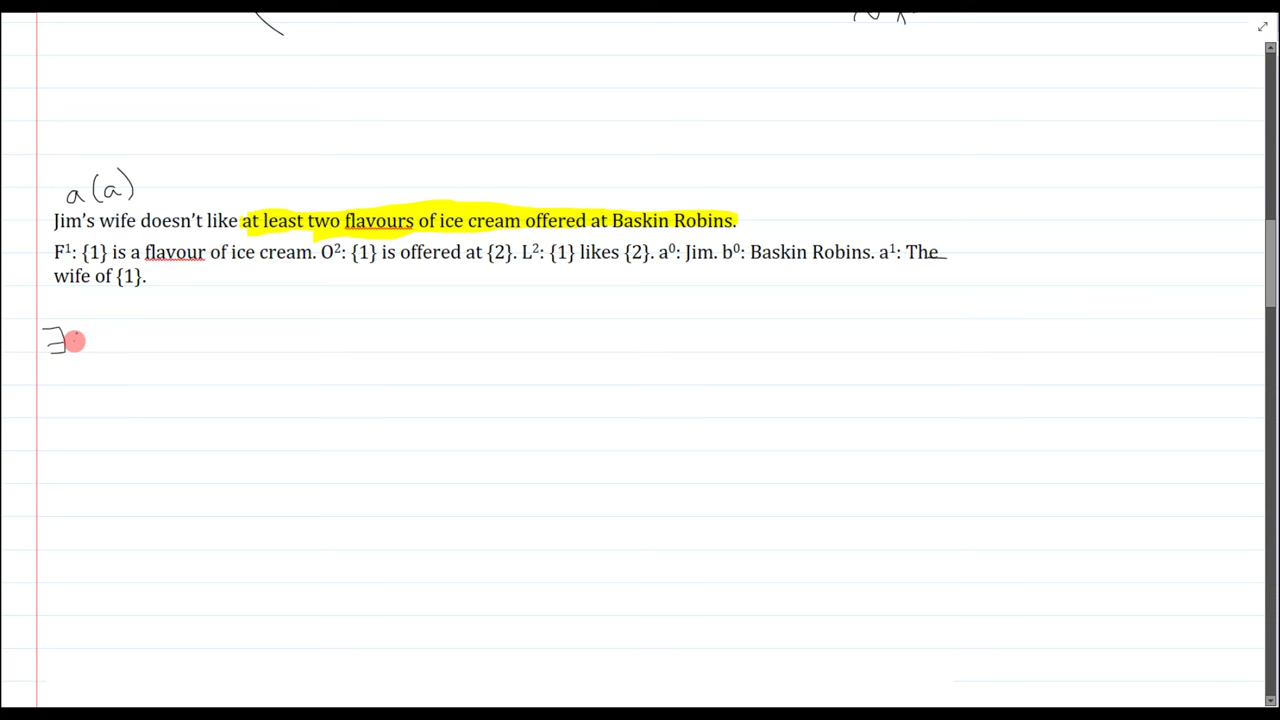 a(a)
Jim's wife doesn't like at least two flavours of ice cream offered at Baskin Robins.
F¹: {1} is a flavour of ice cream. O²: {1} is offered at {2}. L²: {1} likes {2}. a⁰: Jim. b⁰: Baskin Robins. a¹: The
wife of {1}.
∃